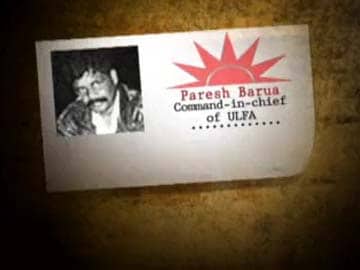 Paresh Barua
Command-in-chief
of ULFA